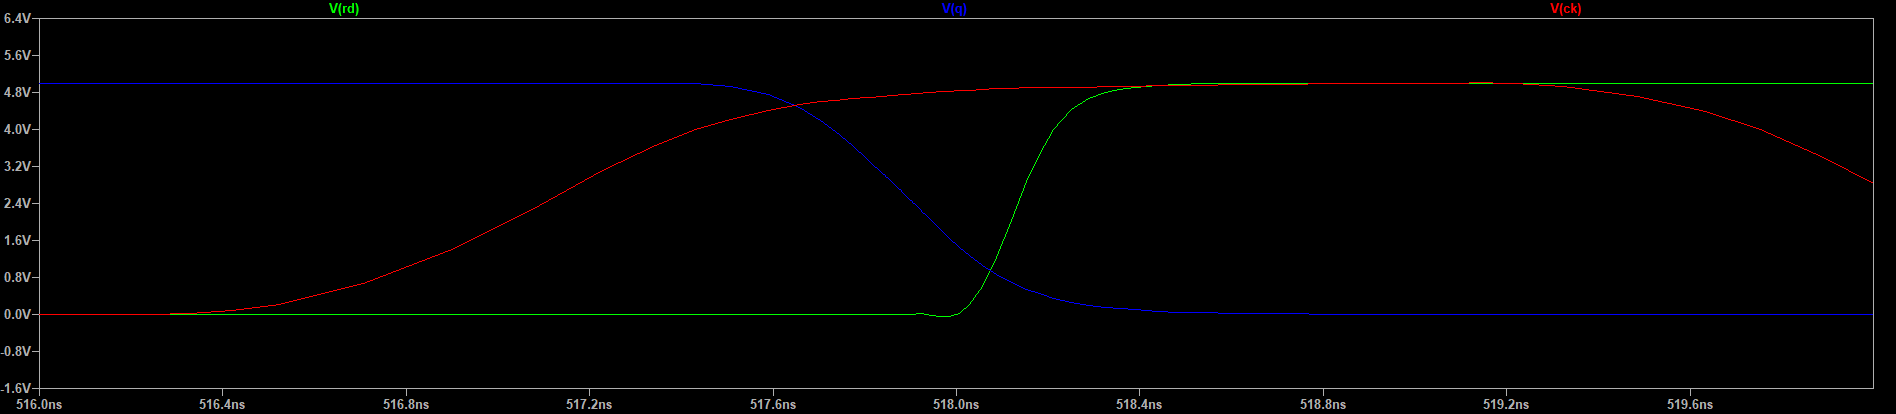 V(rd) V(q) V(ck)
6.4V
5.6V
4.8V
4.0V
3.2V
2.4V
1.6V
0.8V
0.0V
-0.8V
-1.6V
516.0ns 516.4ns 516.8ns 517.2ns 517.6ns 518.0ns 518.4ns 518.8ns 519.2ns 519.6ns